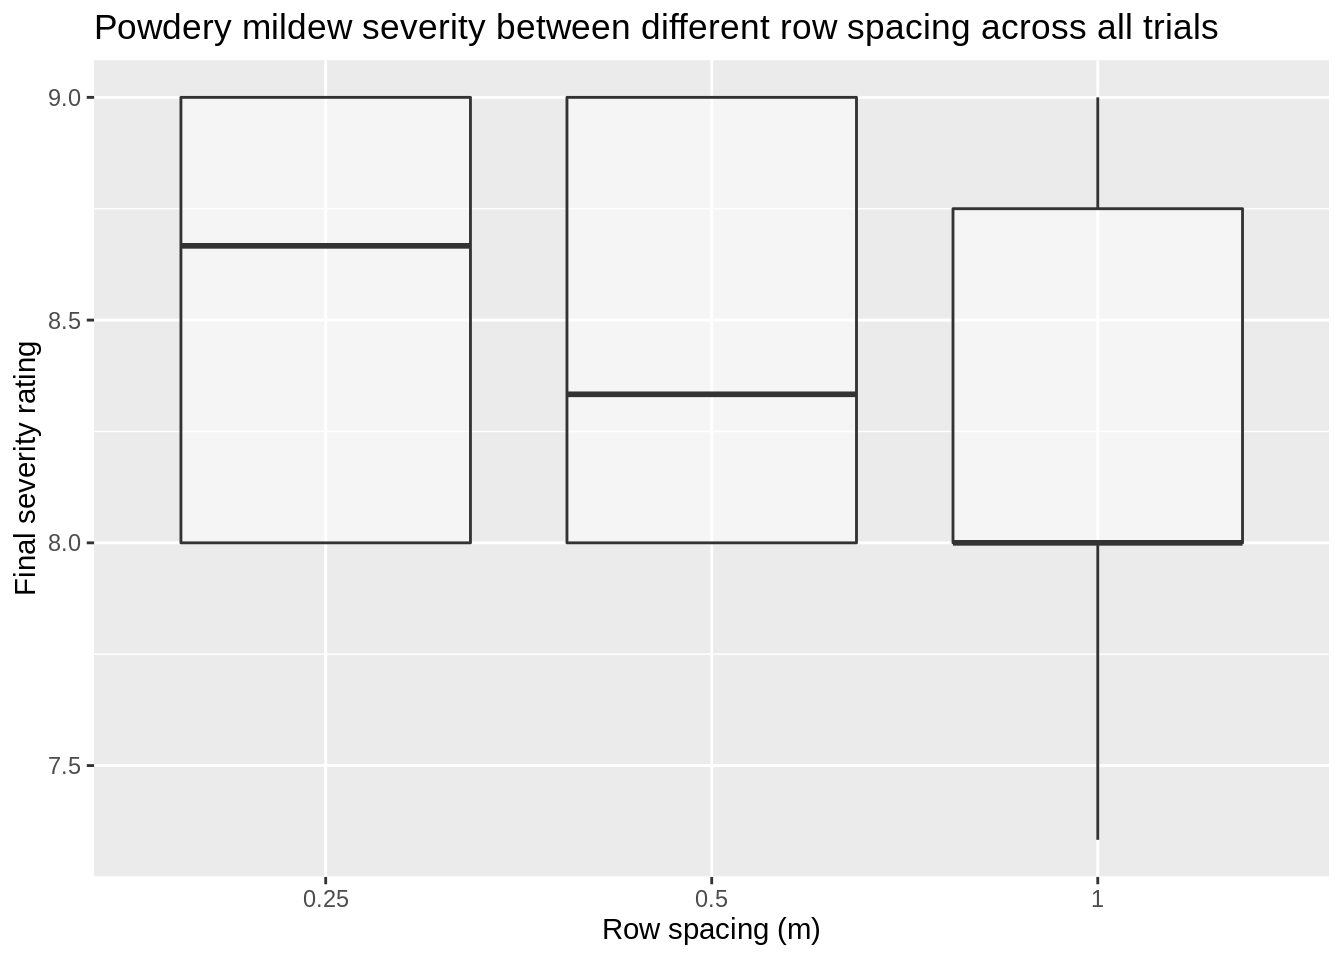 Powdery mildew severity between different row spacing across all trials
9.0
8.5
8.0
7.5
Final severity rating
0.25 0.5 1
Row spacing (m)